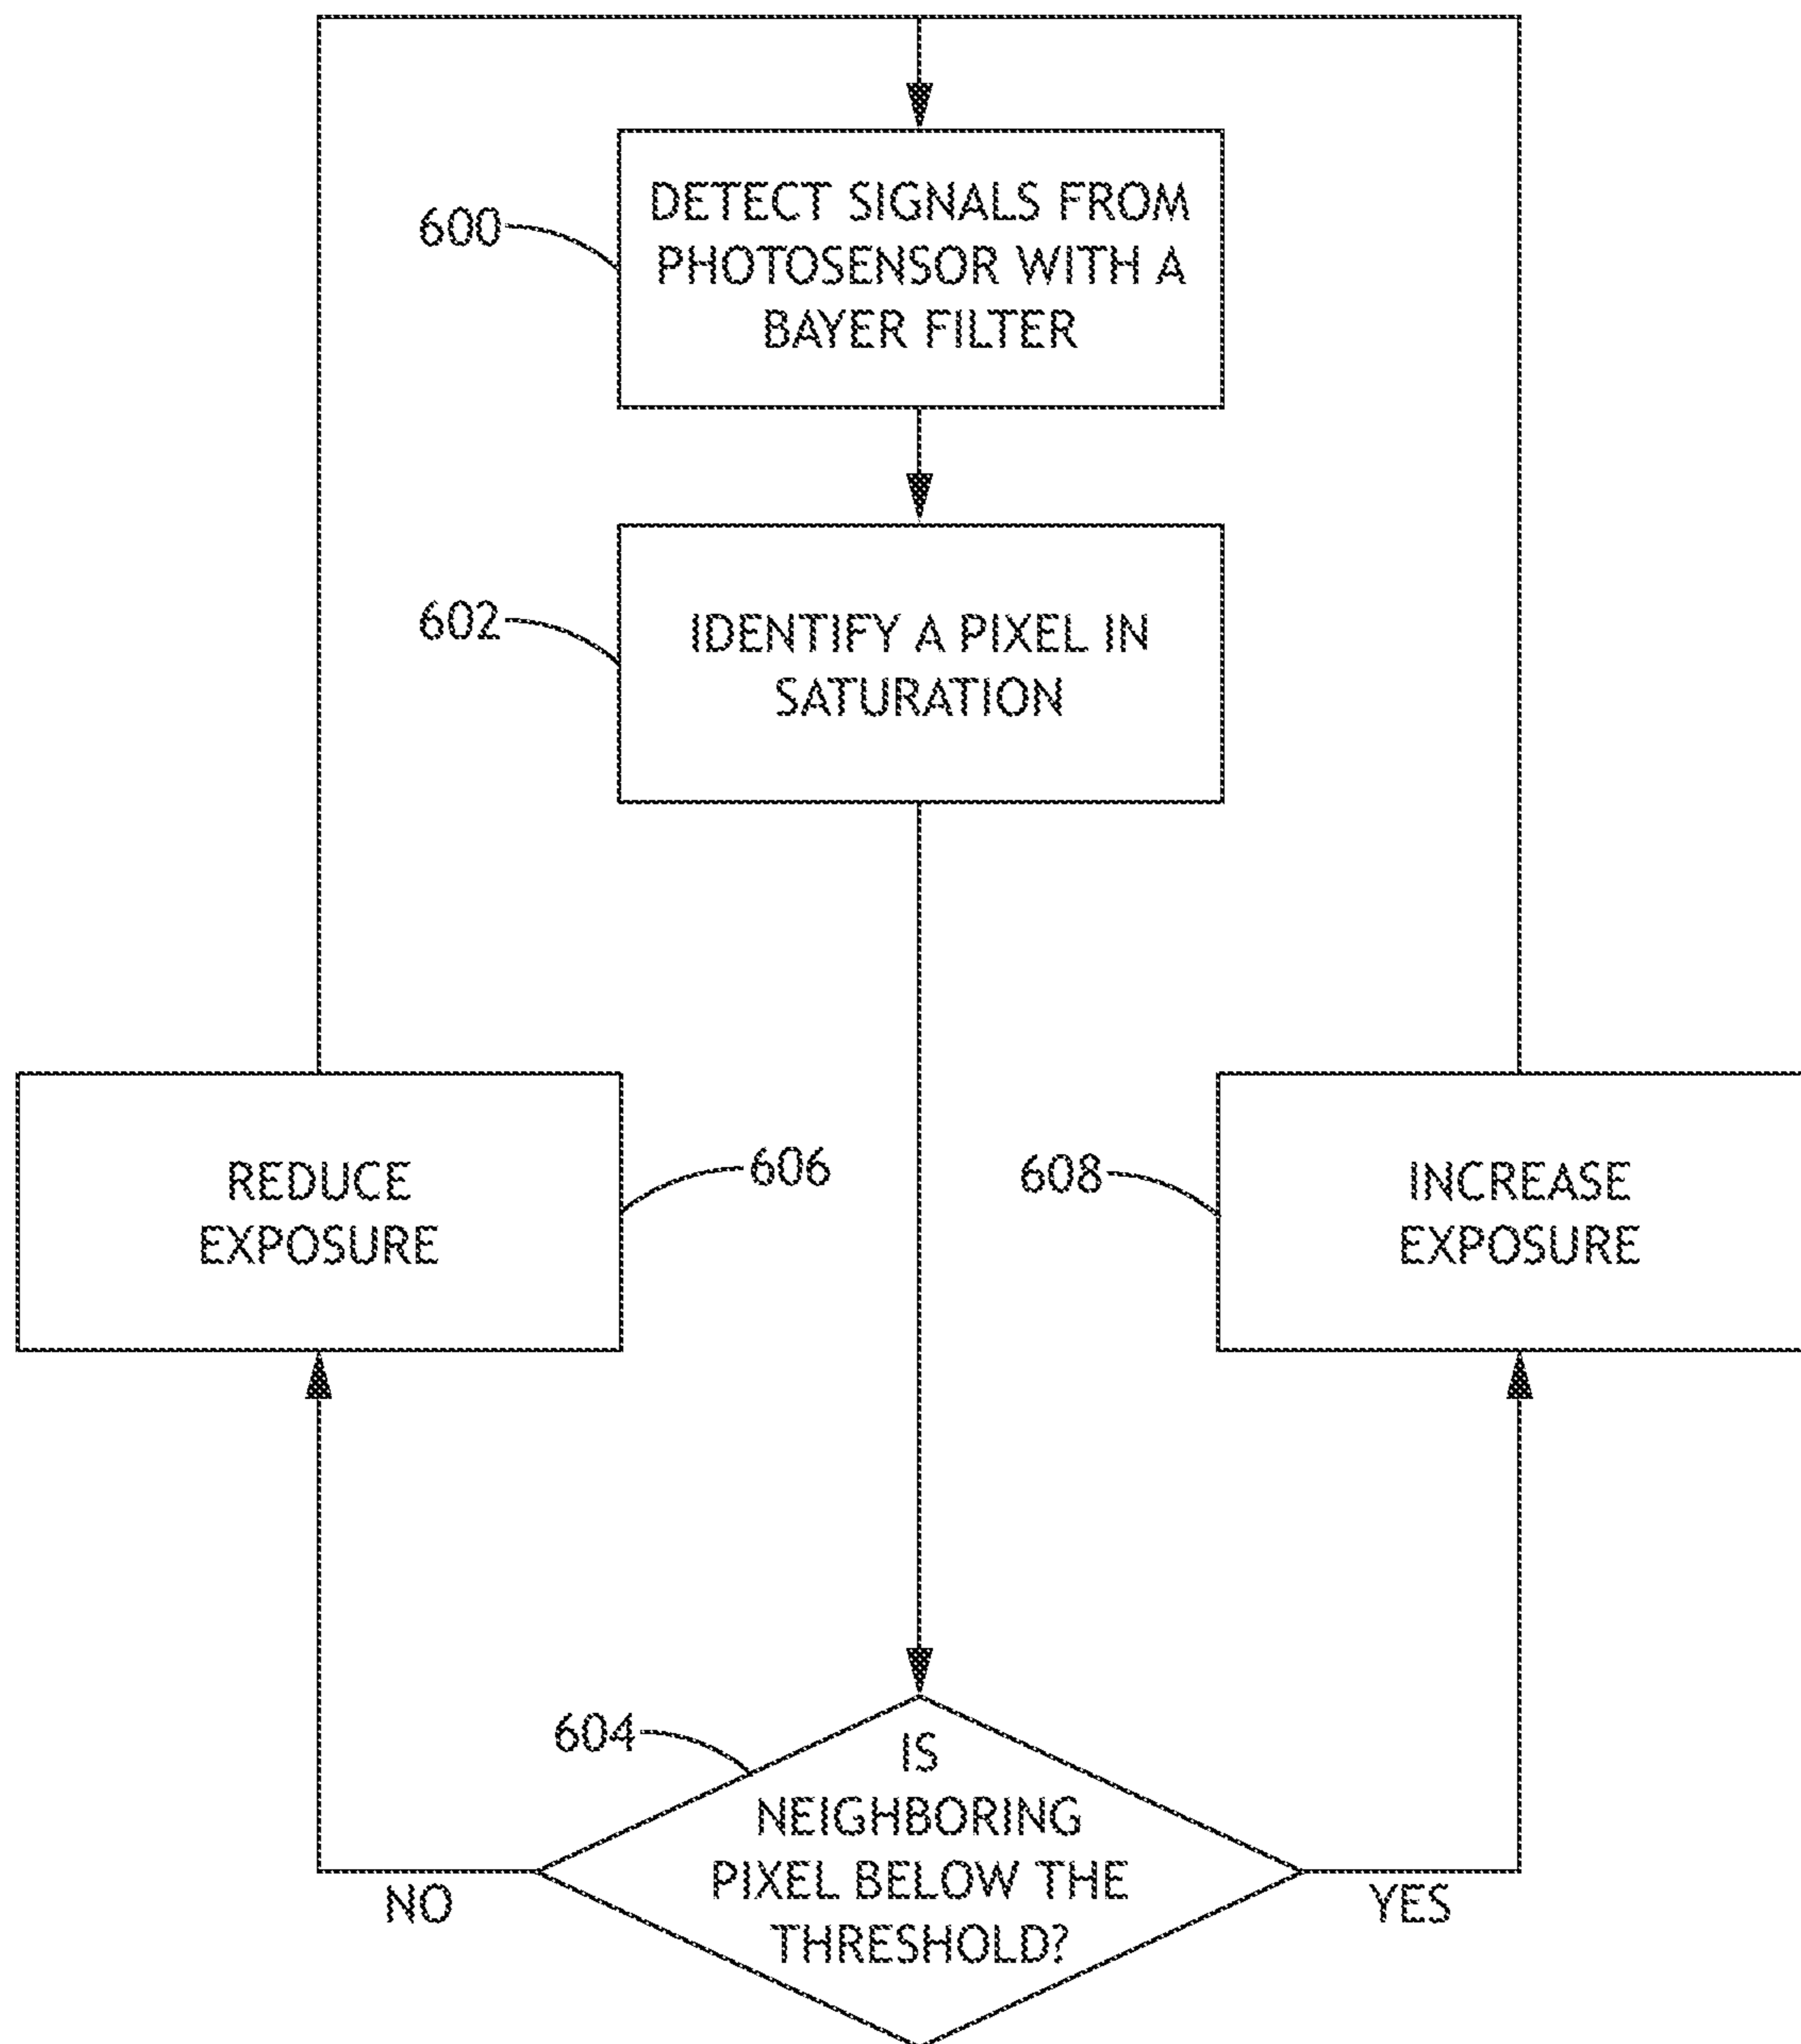 600
DETECT SIGNALS FROM
PHOTOSENSOR WITH A
BAYER FILTER
602
IDENTIFY A PIXEL IN
SATURATION
REDUCE
EXPOSURE
606
608
INCREASE
EXPOSURE
604
IS
NEIGHBORING
PIXEL BELOW THE
THRESHOLD?
NO
YES